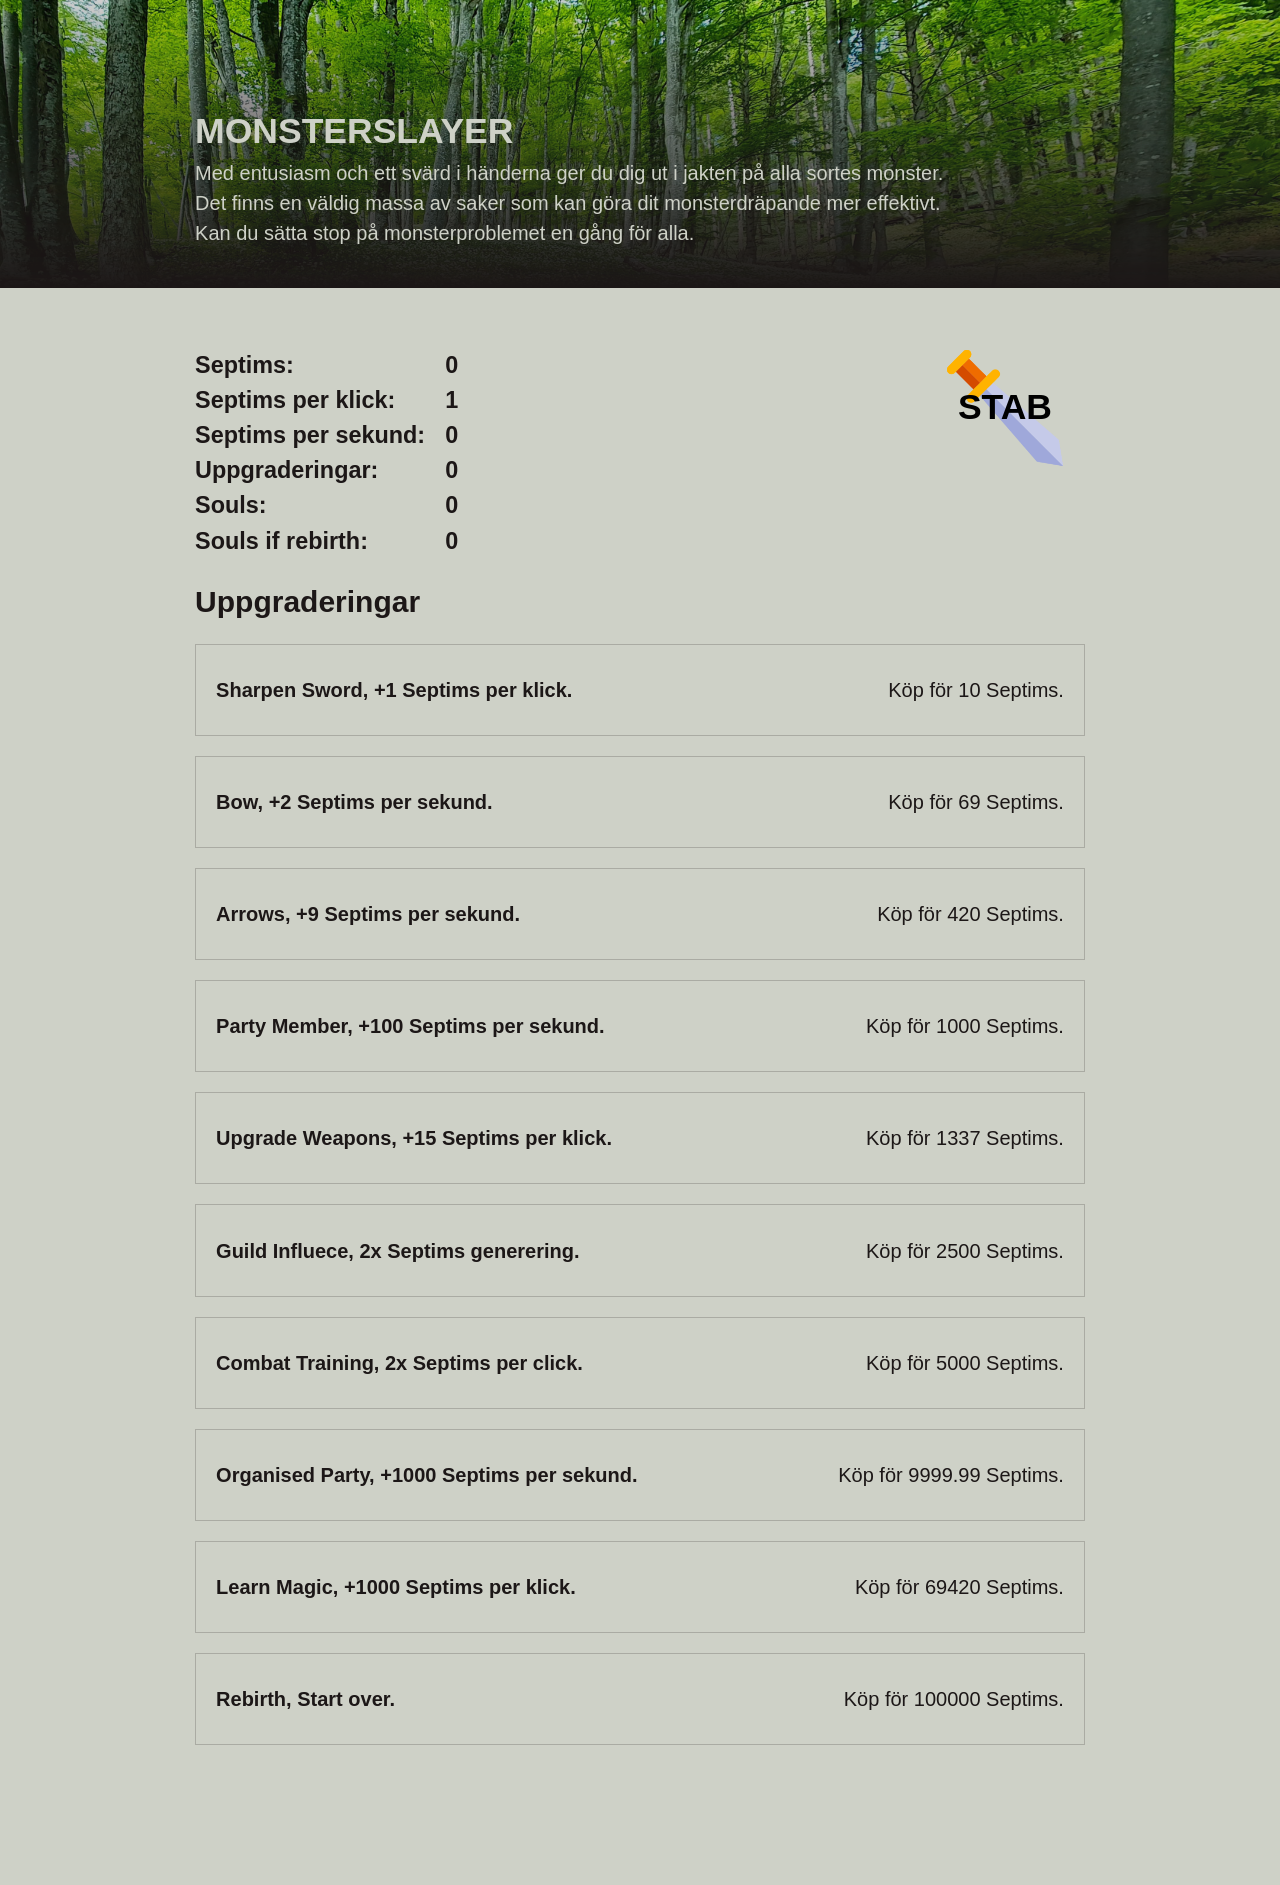 MONSTERSLAYER
Med entusiasm och ett svärd i händerna ger du dig ut i jakten på alla sortes monster.
Det finns en väldig massa av saker som kan göra dit monsterdräpande mer effektivt.
Kan du sätta stop på monsterproblemet en gång för alla.
Septims: 0
Septims per klick: 1
Septims per sekund: 0
Uppgraderingar: 0
Souls: 0
Souls if rebirth: 0
STAB
Uppgraderingar
Sharpen Sword, +1 Septims per klick. Köp för 10 Septims.
Bow, +2 Septims per sekund. Köp för 69 Septims.
Arrows, +9 Septims per sekund. Köp för 420 Septims.
Party Member, +100 Septims per sekund. Köp för 1000 Septims.
Upgrade Weapons, +15 Septims per klick. Köp för 1337 Septims.
Guild Influece, 2x Septims generering. Köp för 2500 Septims.
Combat Training, 2x Septims per click. Köp för 5000 Septims.
Organised Party, +1000 Septims per sekund. Köp för 9999.99 Septims.
Learn Magic, +1000 Septims per klick. Köp för 69420 Septims.
Rebirth, Start over. Köp för 100000 Septims.